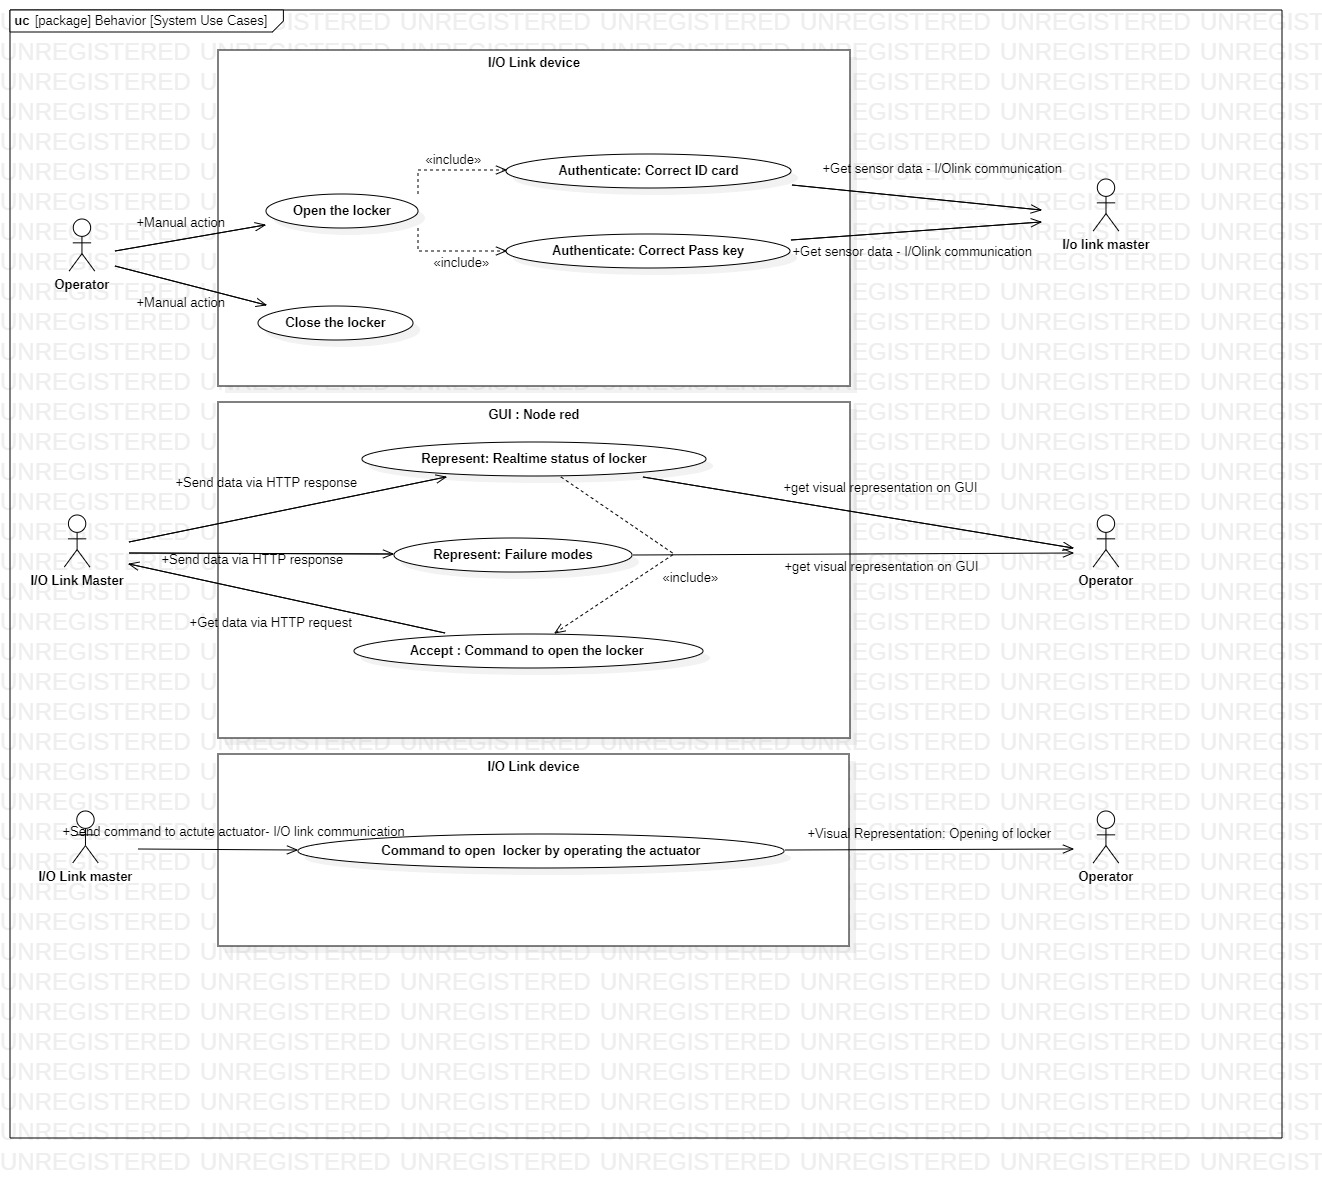 uc [package] Behavior [System Use Cases]
I/O Link device
«include»
Authenticate: Correct ID card
+Get sensor data - I/Olink communication
Open the locker
+Manual action
I/o link master
Operator
Authenticate: Correct Pass key
+Get sensor data - I/Olink communication
«include»
+Manual action
Close the locker
GUI : Node red
Represent: Realtime status of locker
+Send data via HTTP response
+get visual representation on GUI
Represent: Failure modes
+Send data via HTTP response
+get visual representation on GUI
I/O Link Master
«include»
Operator
+Get data via HTTP request
Accept : Command to open the locker
I/O Link device
+Send command to actute actuator- I/O link communication
+Visual Representation: Opening of locker
Command to open  locker by operating the actuator
I/O Link master
Operator
UNREGISTERED UNREGISTERED UNREGISTERED UNREGISTERED UNREGISTERED UNREGISTERED UNREGIST